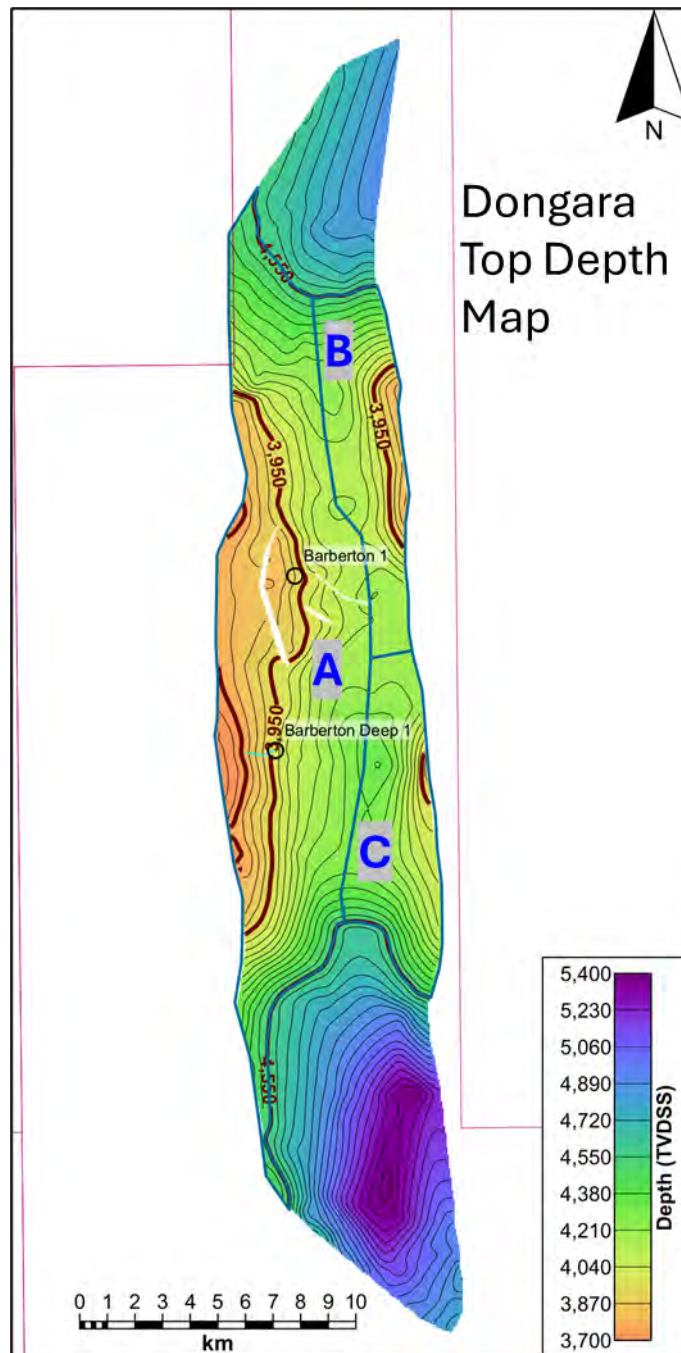 N
Dongara
Top Depth
Map
4,550
B
3,950
3,950
Barberton 1
A
3,950
Barberton Deep 1
C
4,550
5,400
5,230
5,060
4,890
4,720
4,550
4,380
4,210
4,040
3,870
3,700
Depth (TVDSS)
0 1 2 3 4 5 6 7 8 9 10
km